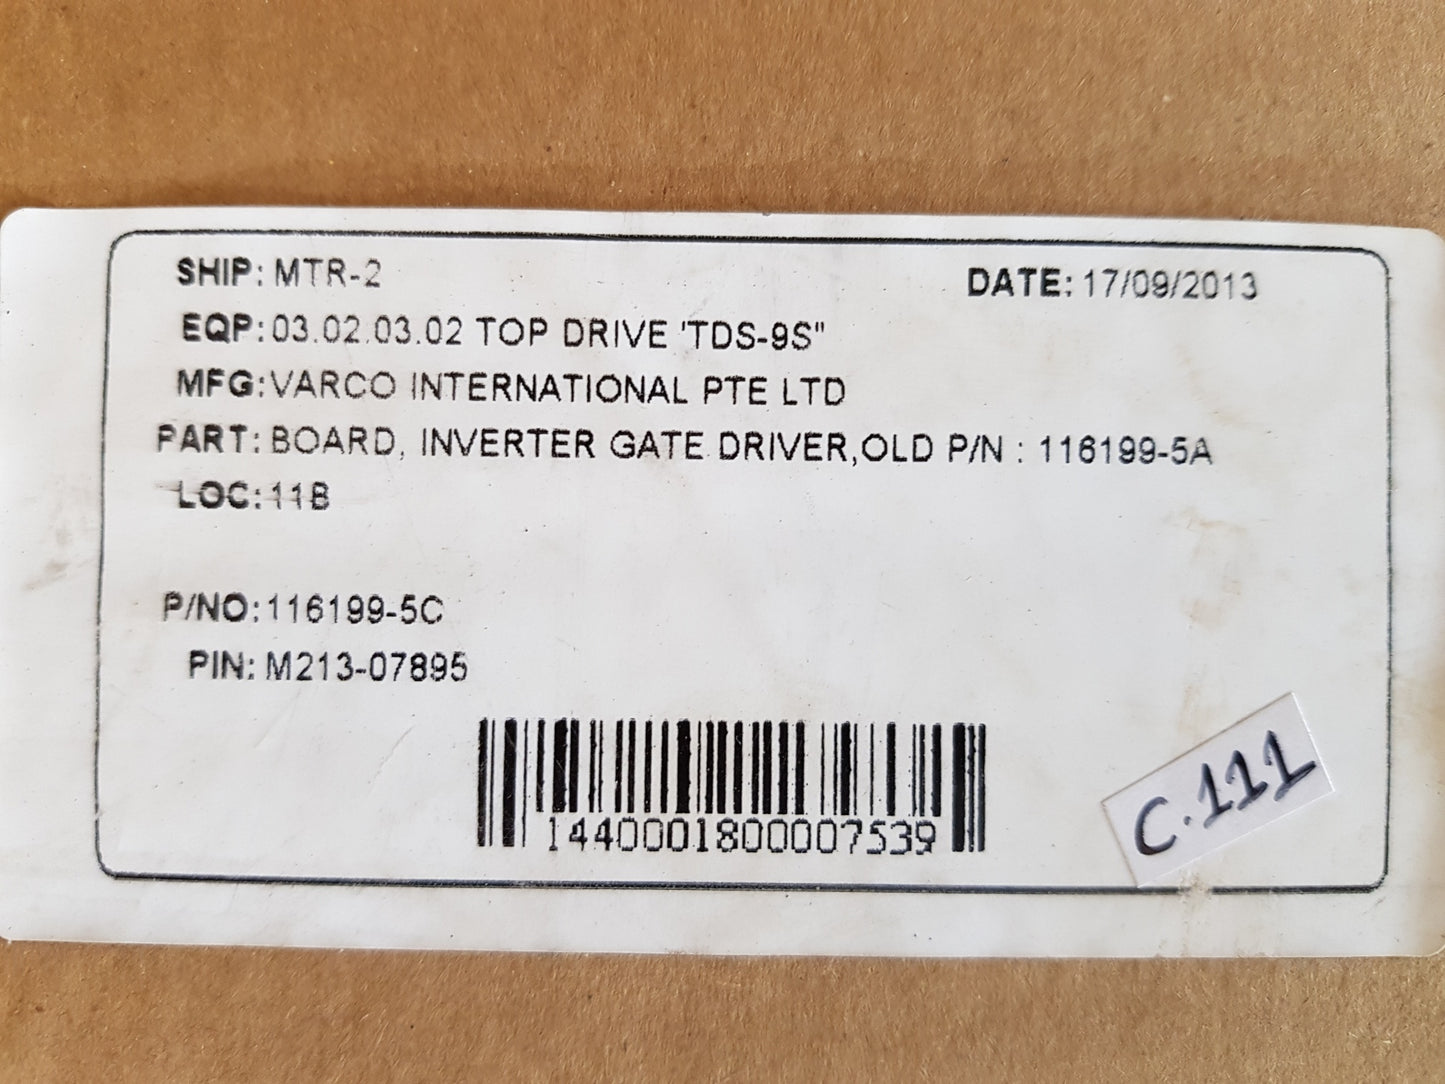 SHIP: MTR-2 DATE: 17/09/2013
EQP: 03.02.03.02 TOP DRIVE 'TDS-9S"
MFG: VARCO INTERNATIONAL PTE LTD
PART: BOARD, INVERTER GATE DRIVER,OLD P/N : 116199-5A
LOC: 11B
P/NO: 116199-5C
PIN: M213-07895
1440001800007539
C.111